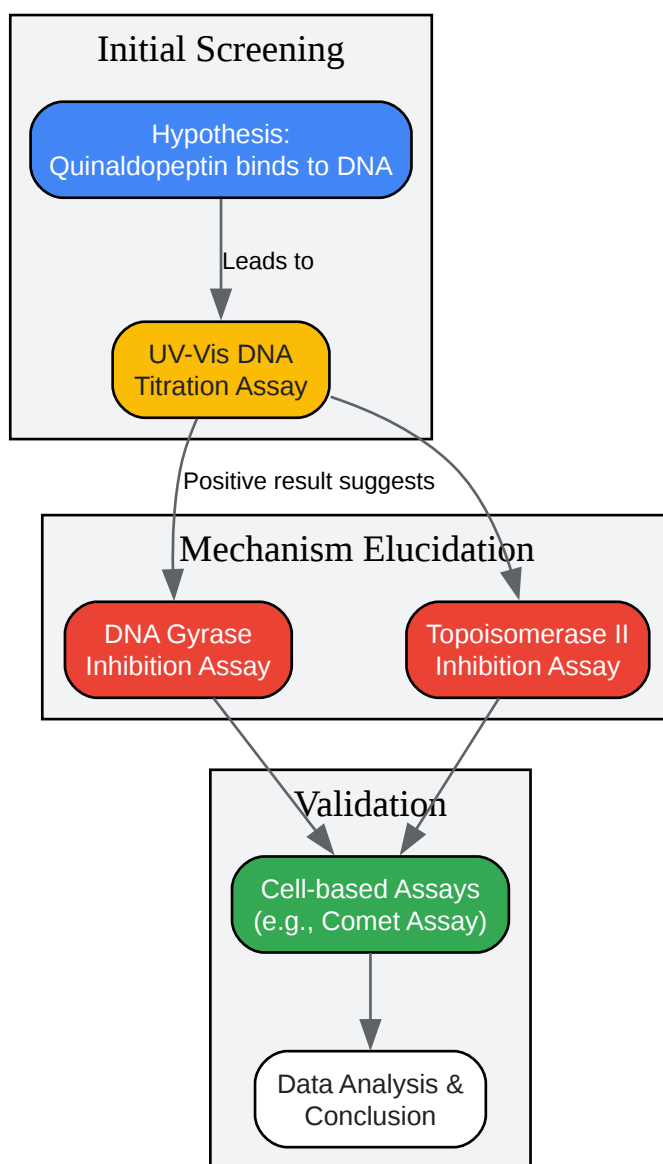 Initial Screening
Hypothesis:
Quinaldopeptin binds to DNA
Leads to
UV-Vis DNA
Titration Assay
Positive result suggests
Mechanism Elucidation
DNA Gyrase
Inhibition Assay
Topoisomerase II
Inhibition Assay
Validation
Cell-based Assays
(e.g., Comet Assay)
Data Analysis &
Conclusion